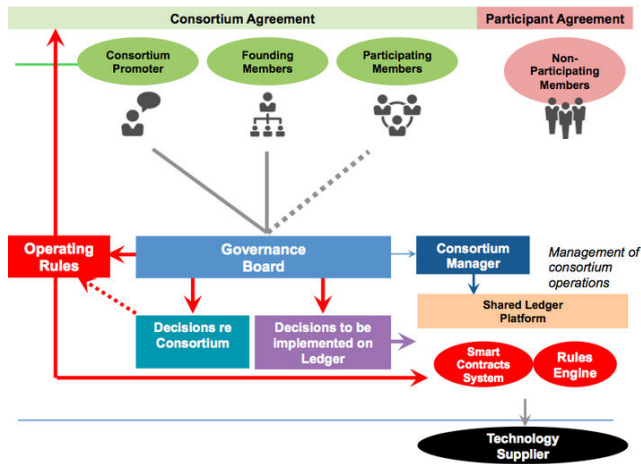 Consortium Agreement
Participant Agreement
Consortium
Promoter
Founding
Members
Participating
Members
Non-
Participating
Members
Operating
Rules
Governance
Board
Consortium
Manager
Management of
consortium
operations
Shared Ledger
Platform
Decisions re
Consortium
Decisions to be
implemented on
Ledger
Smart
Contracts
System
Rules
Engine
Technology
Supplier